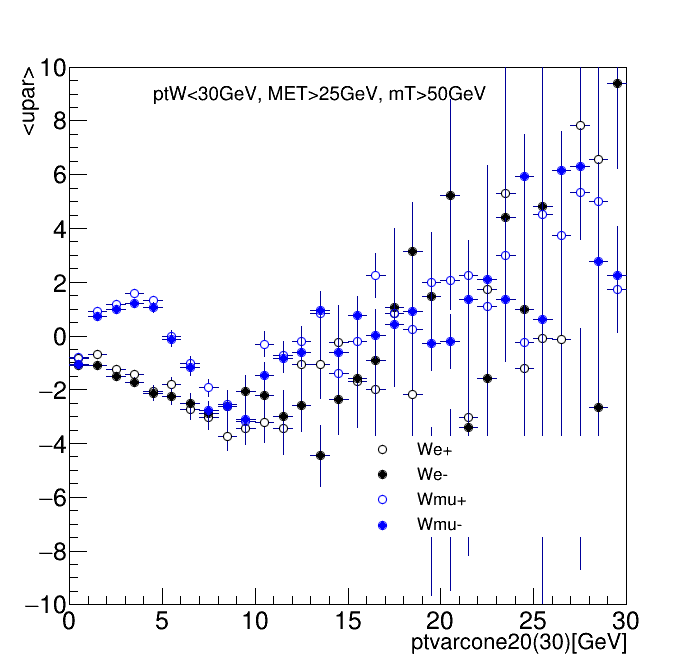 <upar>
ptW<30GeV, MET>25GeV, mT>50GeV
10
8
6
4
2
0
−2
−4
−6
−8
−10
We+
We-
Wmu+
Wmu-
0 5 10 15 20 25 30
ptvarcone20(30)[GeV]